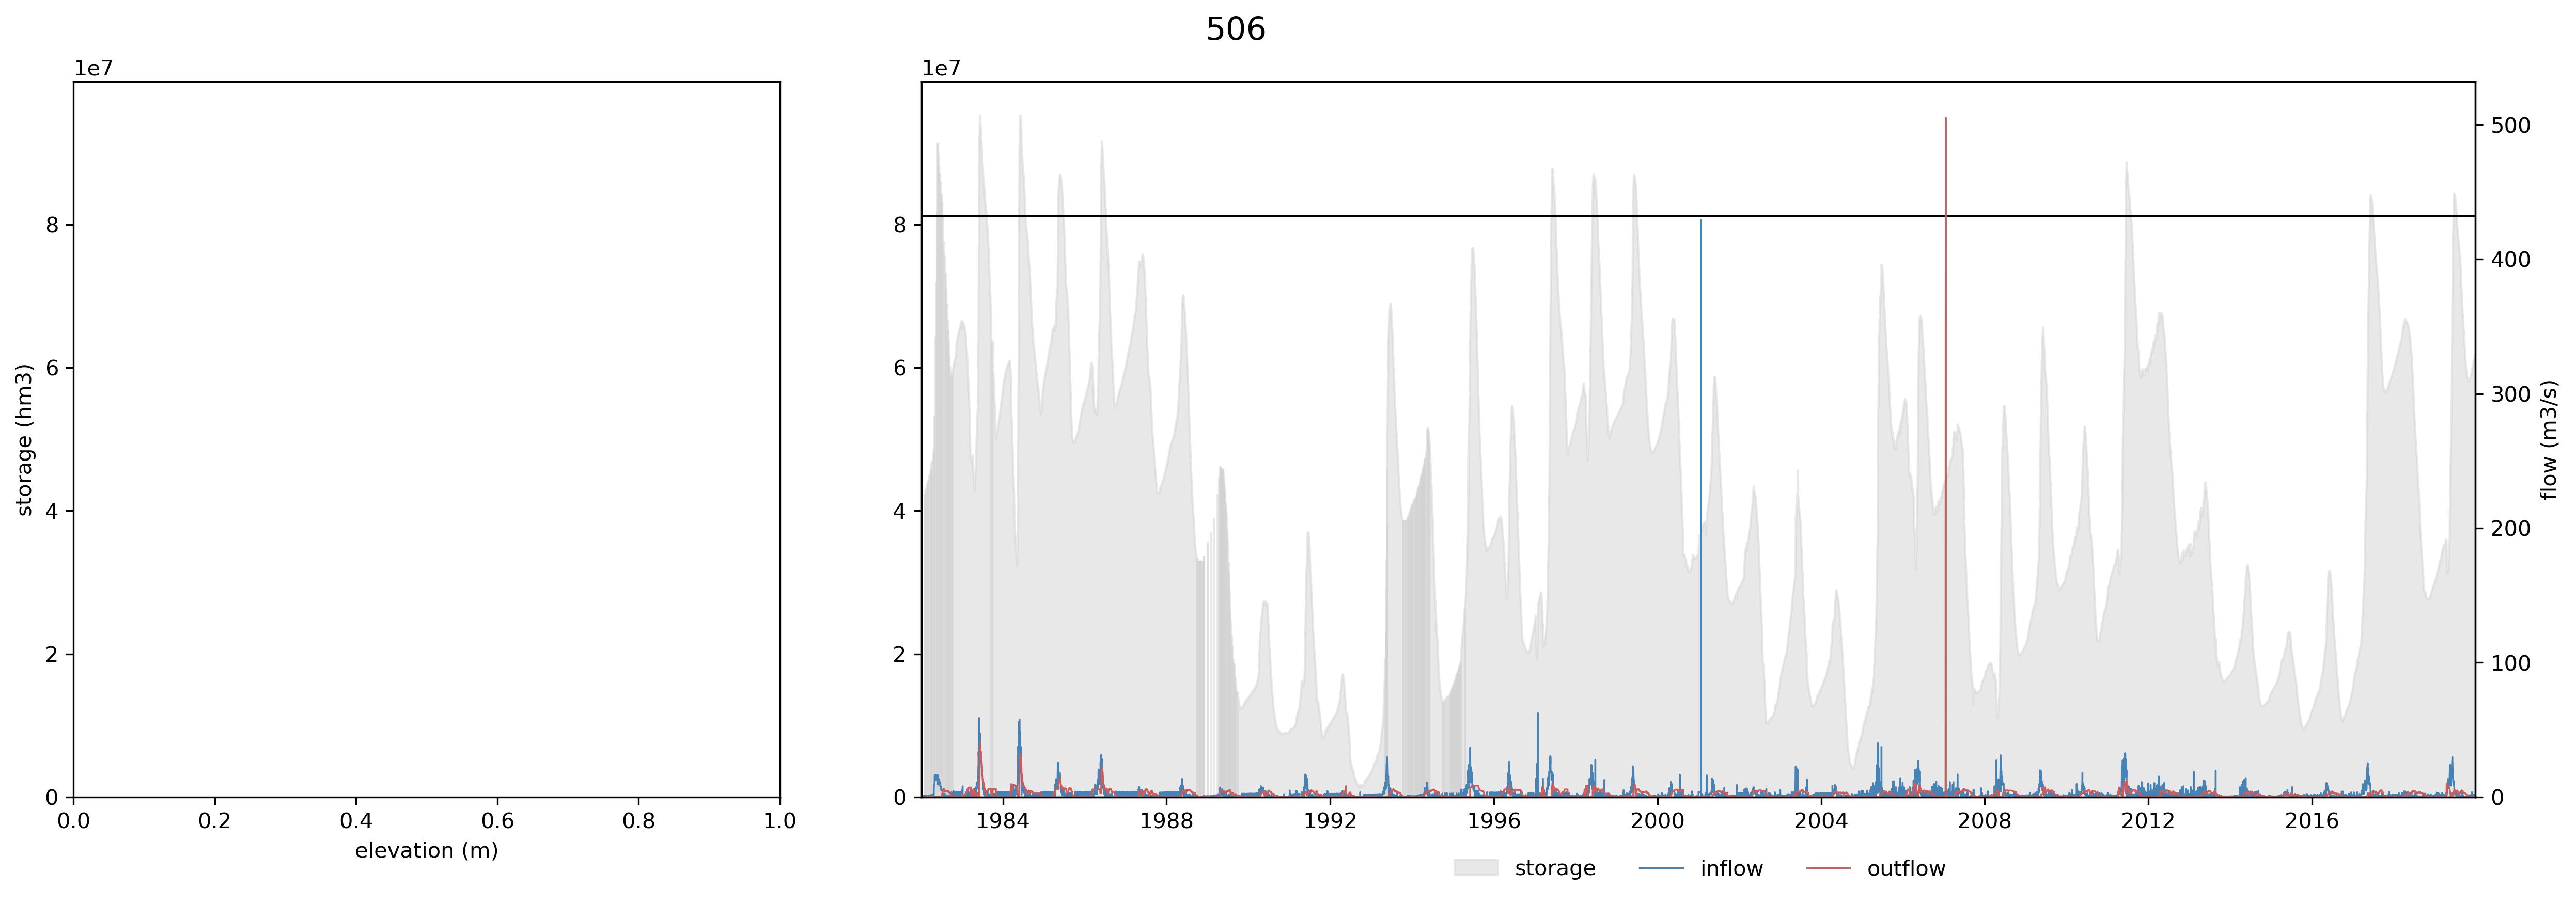 506
1e7
8
6
4
2
0
storage (hm3)
0.0 0.2 0.4 0.6 0.8 1.0
elevation (m)
1e7
8
6
4
2
0
1984 1988 1992 1996 2000 2004 2008 2012 2016
500
400
300
200
100
0
flow (m3/s)
storage inflow outflow